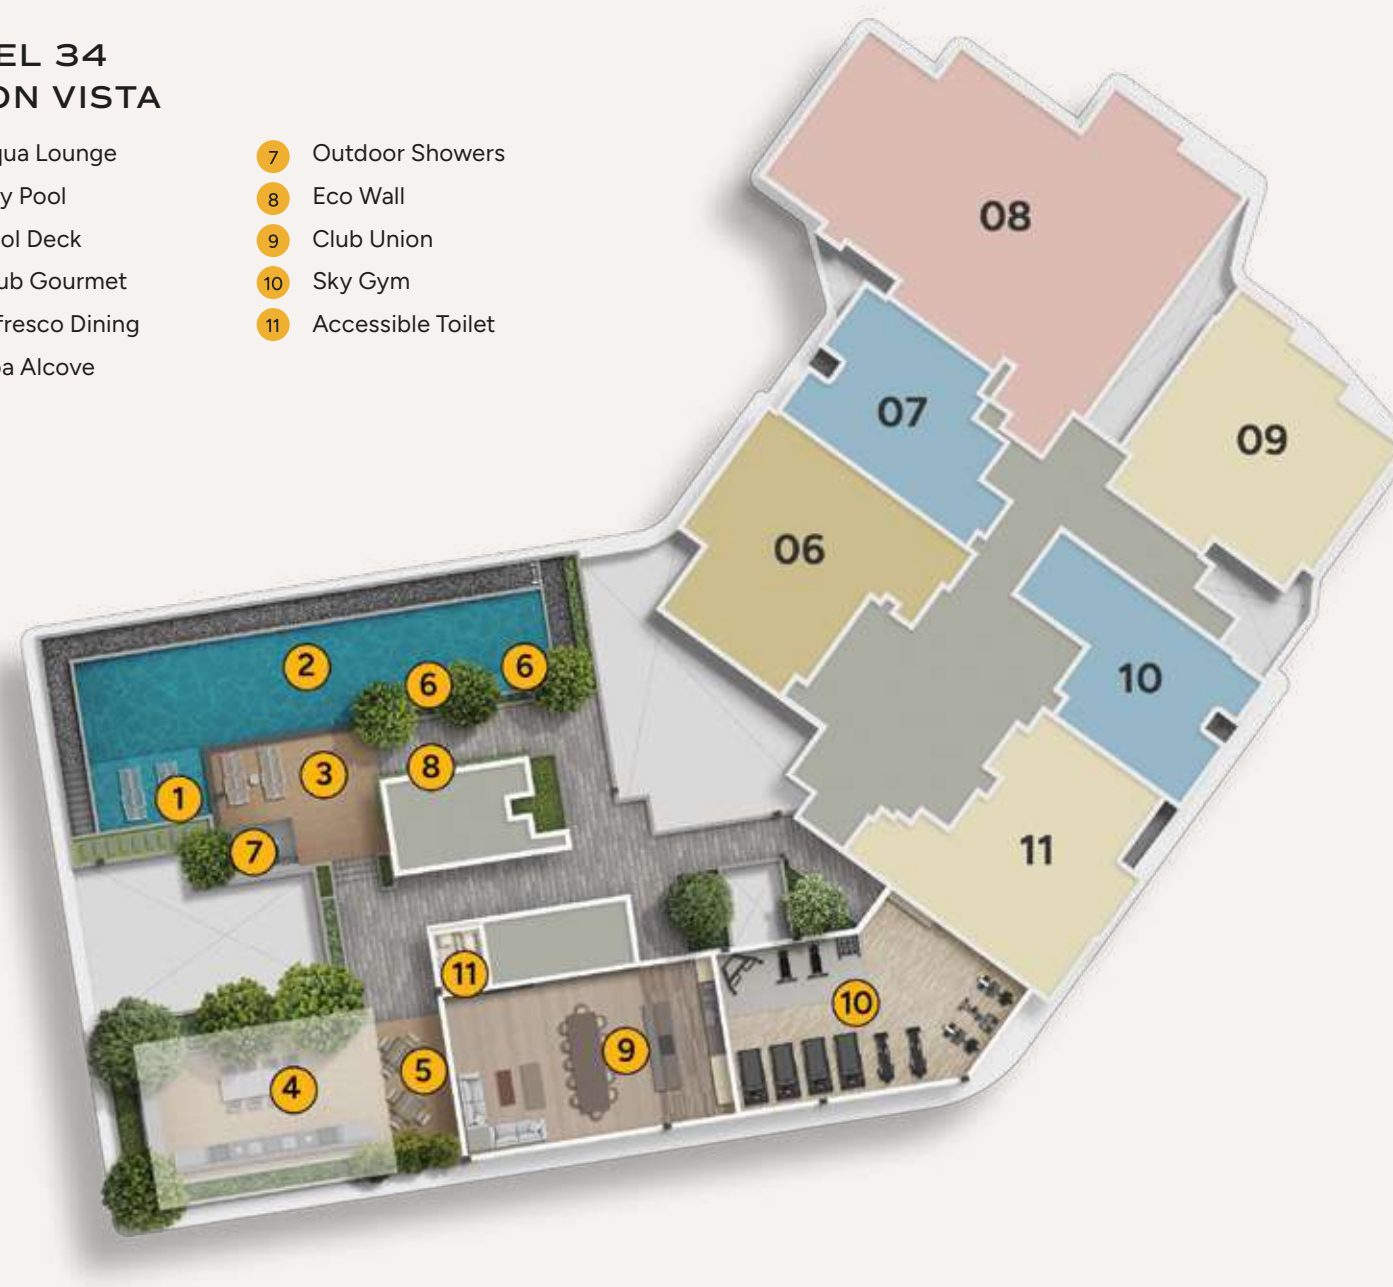 EL 34
ON VISTA
qua Lounge
y Pool
ol Deck
ub Gourmet
fresco Dining
a Alcove
7 Outdoor Showers
8 Eco Wall
9 Club Union
10 Sky Gym
11 Accessible Toilet
08
07
09
06
10
11
2
6
6
3
8
1
7
11
10
9
5
4